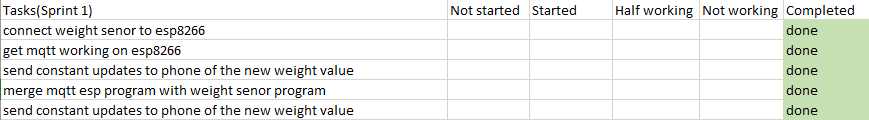 Tasks(Sprint 1) Not started Started Half working Not working Completed
connect weight senor to esp8266 done
get mqtt working on esp8266 done
send constant updates to phone of the new weight value done
merge mqtt esp program with weight senor program done
send constant updates to phone of the new weight value done